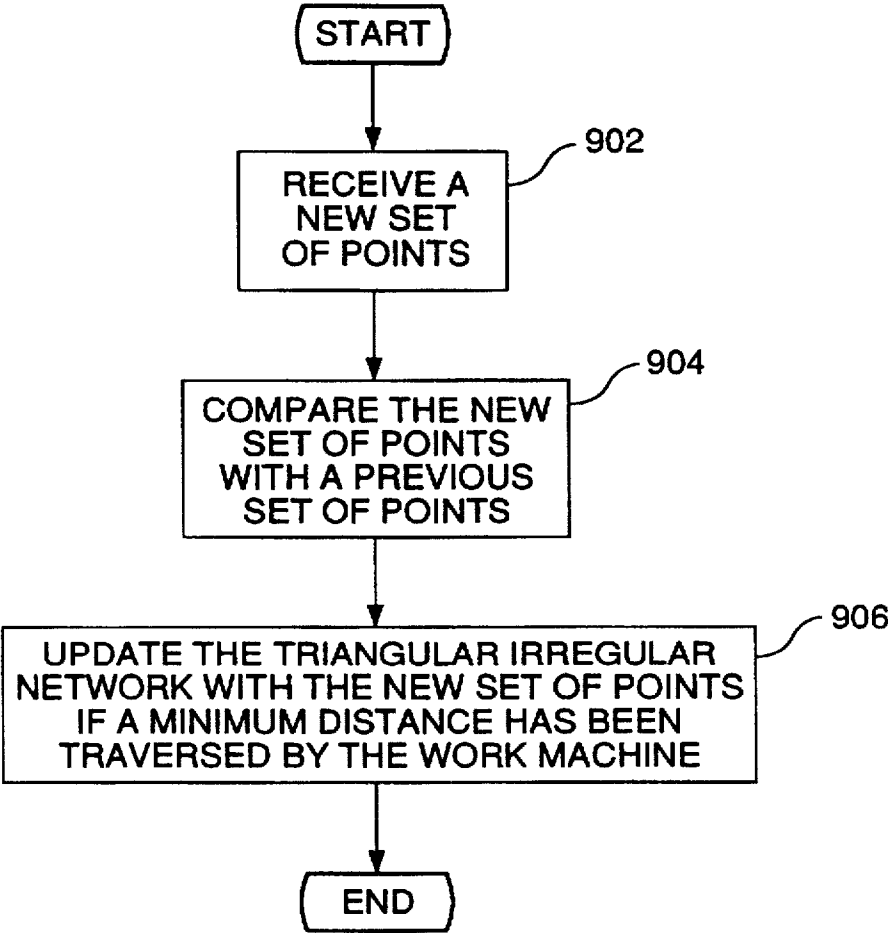 START
902
RECEIVE A
NEW SET
OF POINTS
904
COMPARE THE NEW
SET OF POINTS
WITH A PREVIOUS
SET OF POINTS
906
UPDATE THE TRIANGULAR IRREGULAR
NETWORK WITH THE NEW SET OF POINTS
IF A MINIMUM DISTANCE HAS BEEN
TRAVERSED BY THE WORK MACHINE
END